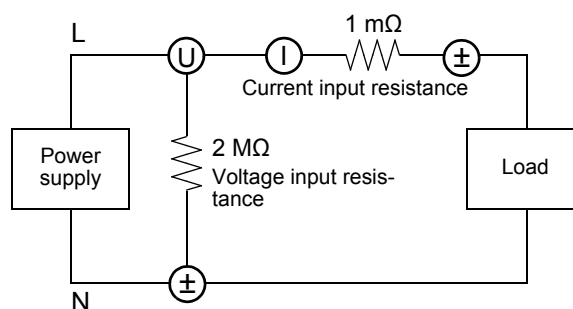 L
U
I
1 mΩ
±
Current input resistance
Power
supply
2 MΩ
Voltage input resis-
tance
Load
±
N